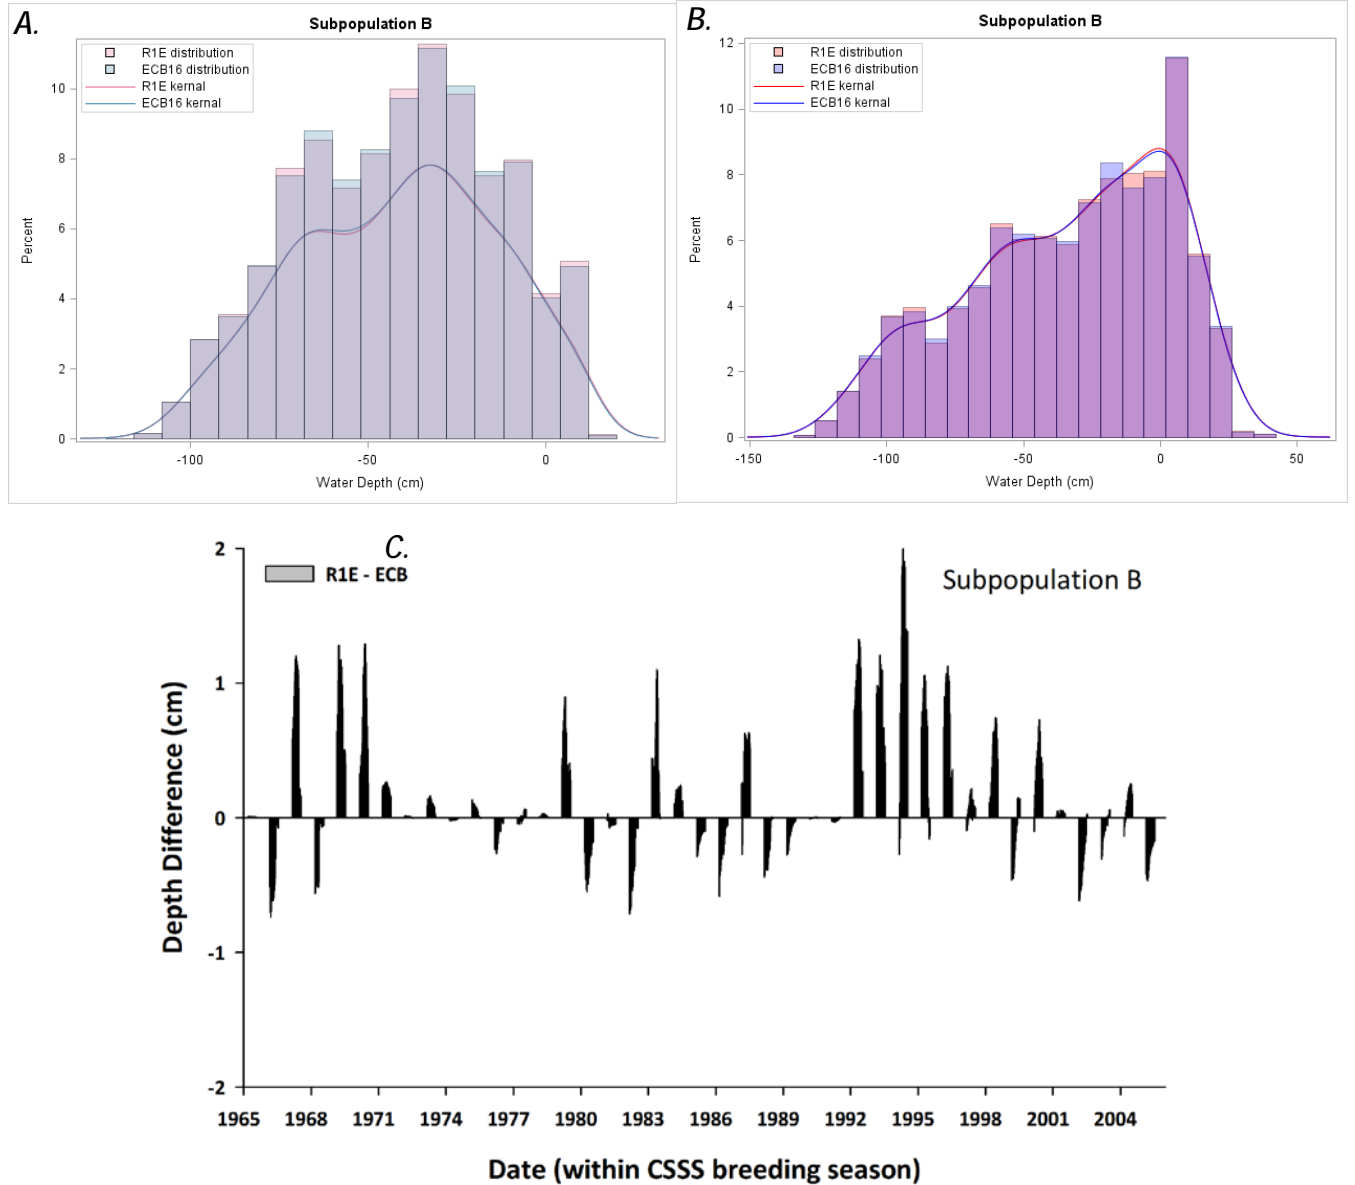 A.
Subpopulation B
R1E distribution
ECB16 distribution
R1E kernal
ECB16 kernal
10
8
6
4
2
0
Percent
-100
-50
0
Water Depth (cm)
B.
Subpopulation B
R1E distribution
ECB16 distribution
R1E kernal
ECB16 kernal
12
10
8
6
4
2
0
Percent
-150
-100
-50
0
50
Water Depth (cm)
C.
R1E - ECB
Subpopulation B
2
1
0
-1
-2
Depth Difference (cm)
1965
1968
1971
1974
1977
1980
1983
1986
1989
1992
1995
1998
2001
2004
Date (within CSSS breeding season)